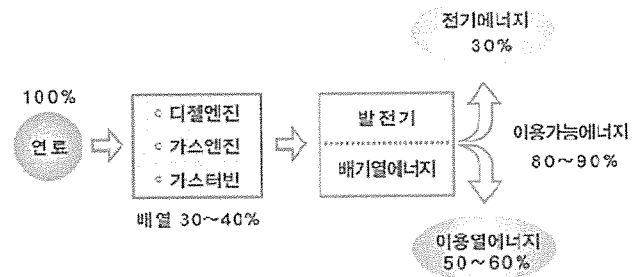 전기에너지
30%
100%
연료
디젤엔진
가스엔진
가스터빈
배열 30～40%
발전기
배기열에너지
이용가능에너지
80～90%
이용열에너지
50～60%